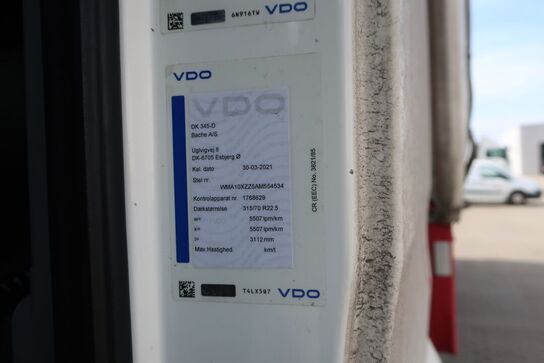 6N916TW VDO
VDO
VDO
DK 345-D
Bache A/S
Uglvigvej 8
DK-6705 Esbjerg Ø
Kal. dato 30-03-2021
Stel nr. WMA10XZZ5AM554534
Kontrolapparat nr. 1768629
Dækstørrelse 315/70 R22.5
5507 Ipm/km
5507 Ipm/km
3112 mm
Max Hastighed km/t
CR (EEC) No. 3821/85
T4LX5Q7 VDO